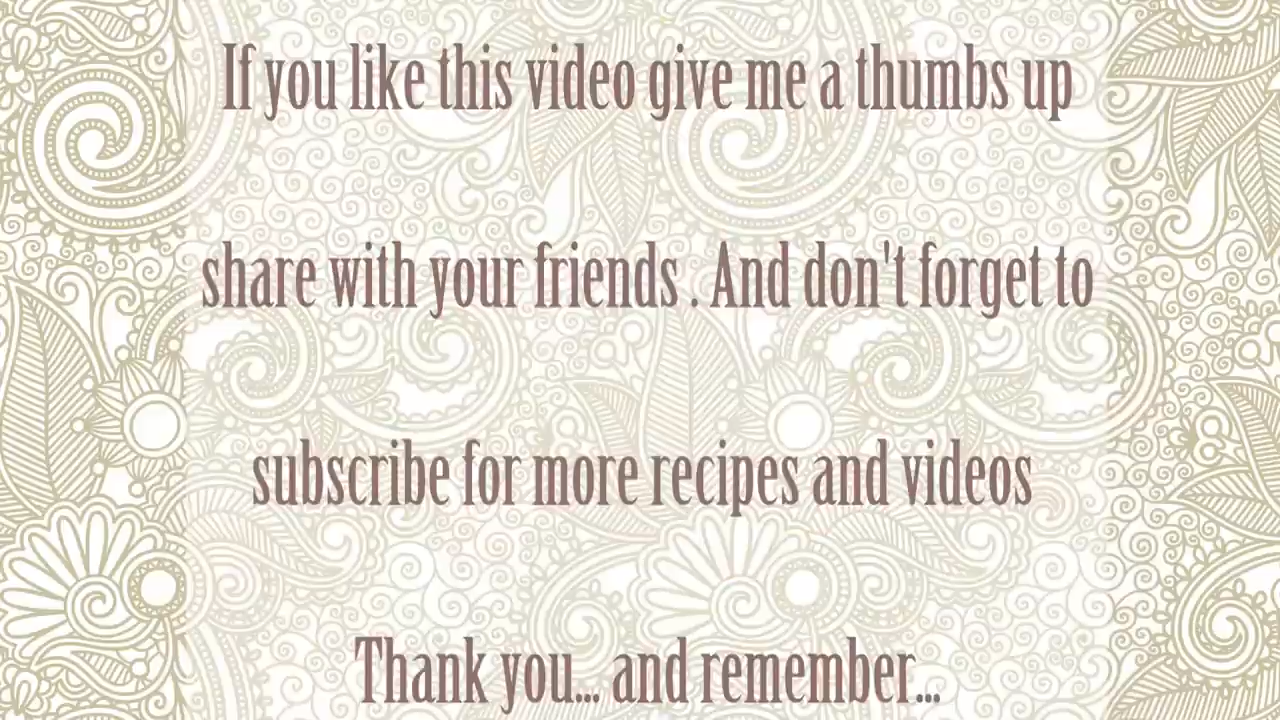 If you like this video give me a thumbs up
share with your friends . And don't forget to
subscribe for more recipes and videos
Thank you... and remember...